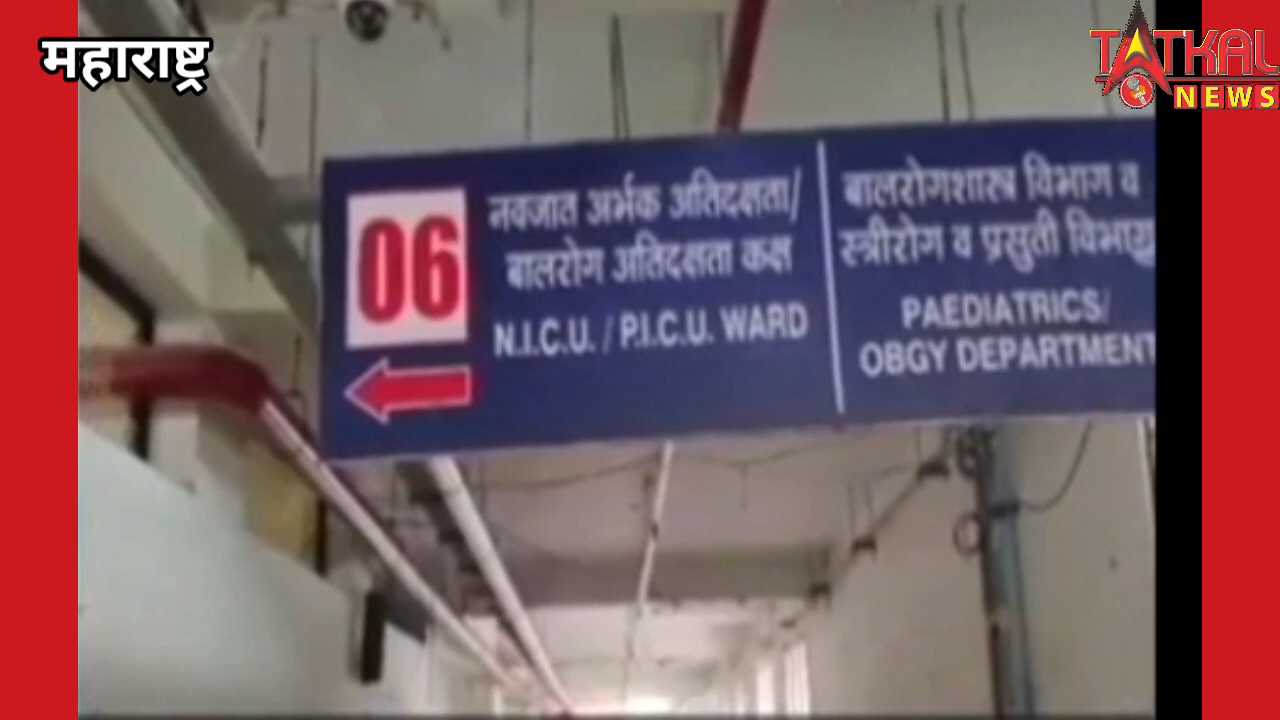 महाराष्ट्र
TATKAL
NEWS
06
नवजात अर्भक अतिदक्षता/
बालरोग अतिदक्षता कक्ष
N.I.C.U. / P.I.C.U. WARD
बालरोगशास्त्र विभाग व
स्त्रीरोग व प्रसुती विभाग
PAEDIATRICS/
OBGY DEPARTMENT